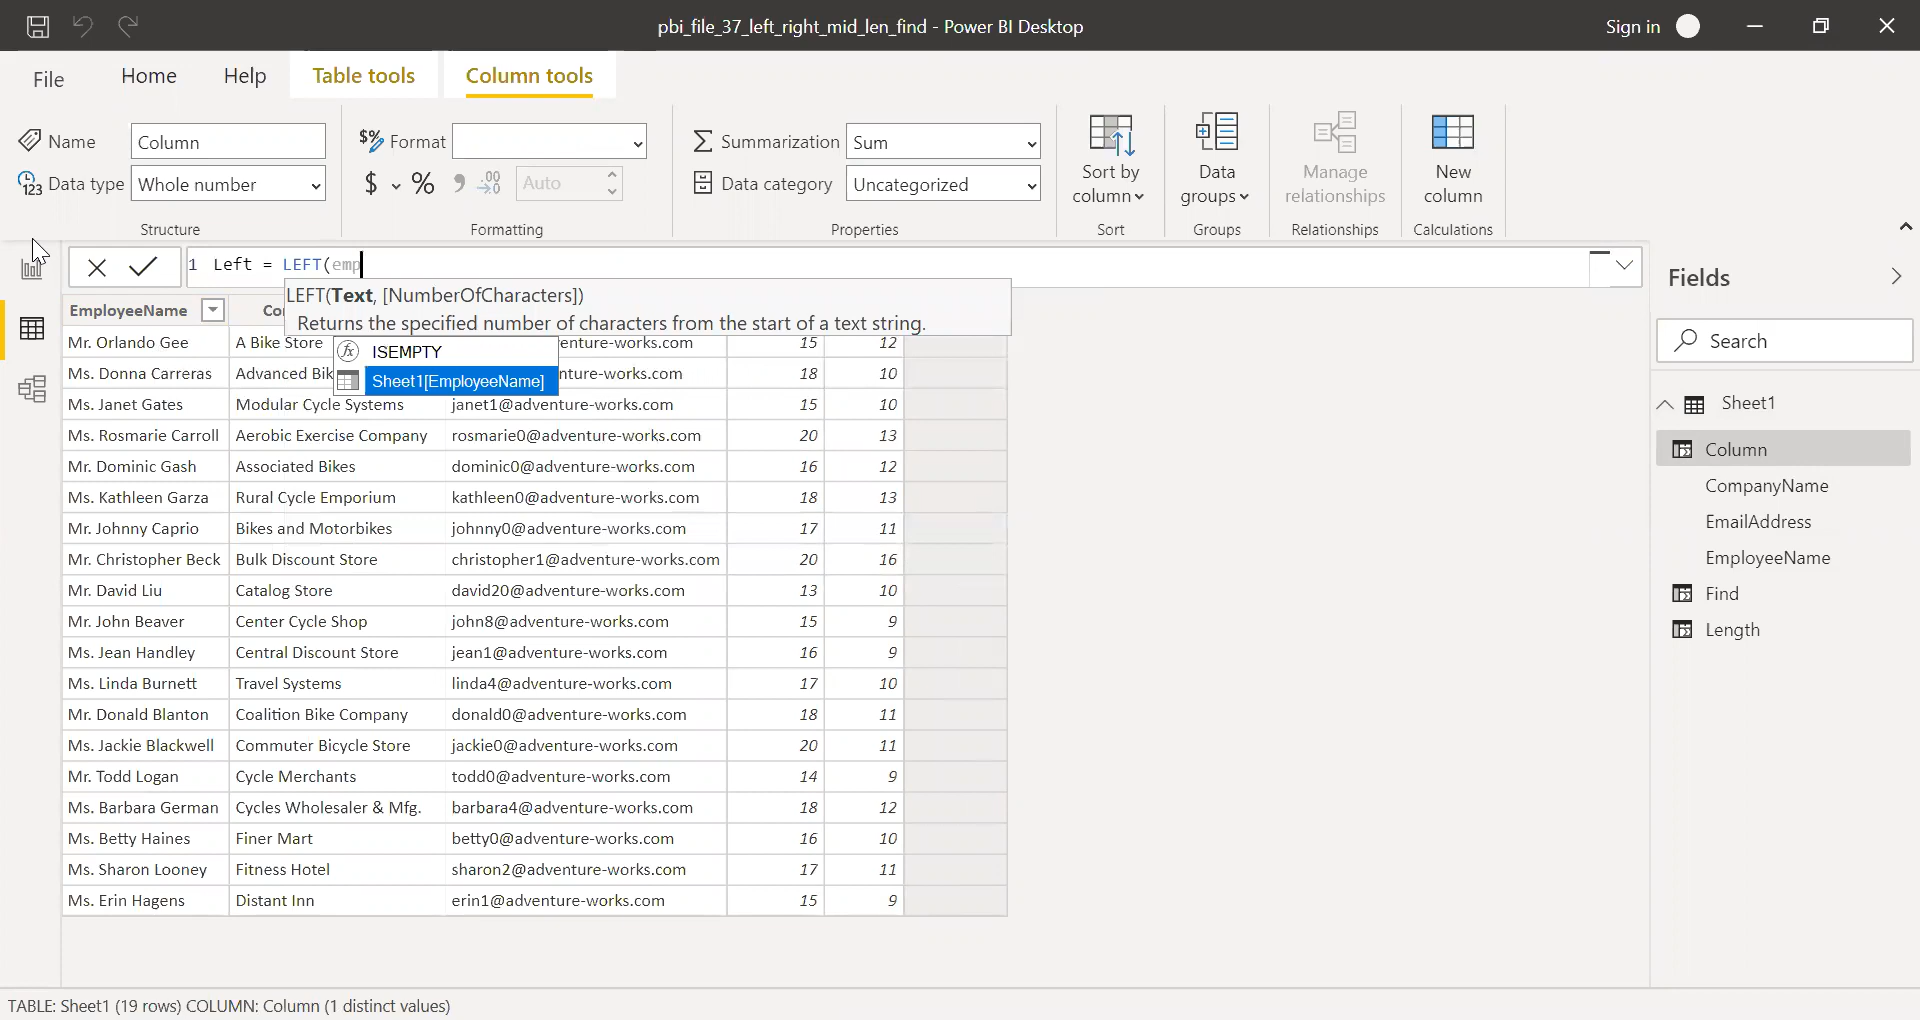 pbi_file_37_left_right_mid_len_find - Power BI Desktop
Sign in
File Home Help Table tools Column tools
Name Column
Data type Whole number
Structure
$% Format
$ % , .00 Auto
Formatting
Summarization Sum
Data category Uncategorized
Properties
Sort by
column
Sort
Data
groups
Groups
Manage
relationships
Relationships
New
column
Calculations
1 Left = LEFT(emp
LEFT(Text, [NumberOfCharacters])
Returns the specified number of characters from the start of a text string.
ISEMPTY
Sheet1[EmployeeName]
EmployeeName Co
Mr. Orlando Gee A Bike Store enture-works.com 15 12
Ms. Donna Carreras Advanced Bik nture-works.com 18 10
Ms. Janet Gates Modular Cycle Systems janet1@adventure-works.com 15 10
Ms. Rosmarie Carroll Aerobic Exercise Company rosmarie0@adventure-works.com 20 13
Mr. Dominic Gash Associated Bikes dominic0@adventure-works.com 16 12
Ms. Kathleen Garza Rural Cycle Emporium kathleen0@adventure-works.com 18 13
Mr. Johnny Caprio Bikes and Motorbikes johnny0@adventure-works.com 17 11
Mr. Christopher Beck Bulk Discount Store christopher1@adventure-works.com 20 16
Mr. David Liu Catalog Store david20@adventure-works.com 13 10
Mr. John Beaver Center Cycle Shop john8@adventure-works.com 15 9
Ms. Jean Handley Central Discount Store jean1@adventure-works.com 16 9
Ms. Linda Burnett Travel Systems linda4@adventure-works.com 17 10
Mr. Donald Blanton Coalition Bike Company donald0@adventure-works.com 18 11
Ms. Jackie Blackwell Commuter Bicycle Store jackie0@adventure-works.com 20 11
Mr. Todd Logan Cycle Merchants todd0@adventure-works.com 14 9
Ms. Barbara German Cycles Wholesaler & Mfg. barbara4@adventure-works.com 18 12
Ms. Betty Haines Finer Mart betty0@adventure-works.com 16 10
Ms. Sharon Looney Fitness Hotel sharon2@adventure-works.com 17 11
Ms. Erin Hagens Distant Inn erin1@adventure-works.com 15 9
Fields
Search
Sheet1
Column
CompanyName
EmailAddress
EmployeeName
Find
Length
TABLE: Sheet1 (19 rows) COLUMN: Column (1 distinct values)